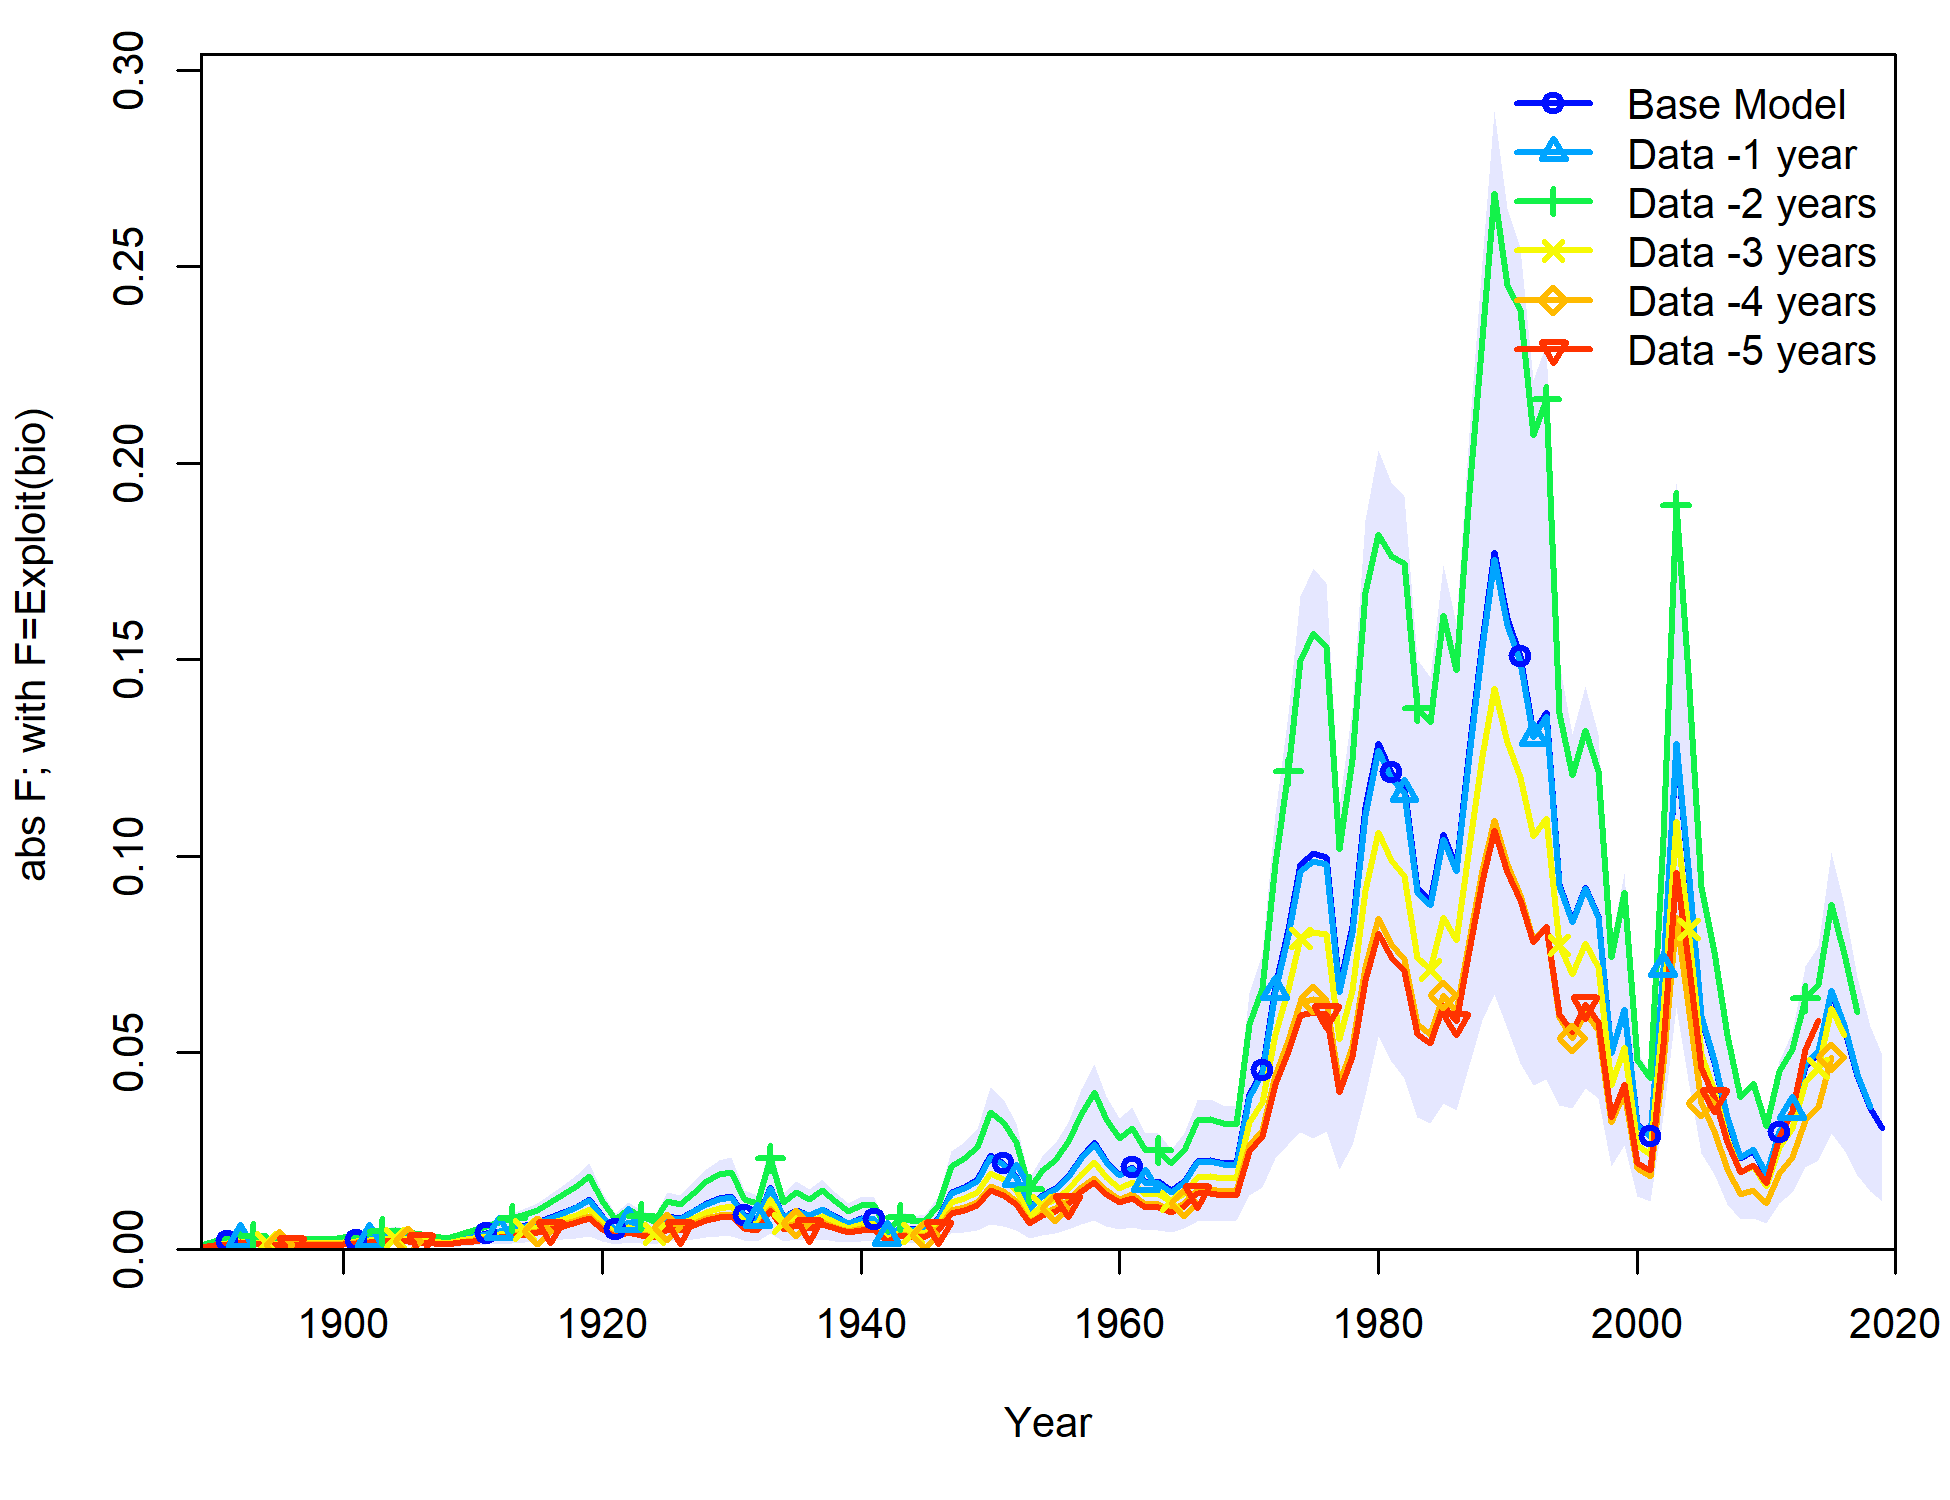 abs F; with F=Exploit(bio)
0.30
0.25
0.20
0.15
0.10
0.05
0.00
Base Model
Data -1 year
Data -2 years
Data -3 years
Data -4 years
Data -5 years
1900 1920 1940 1960 1980 2000 2020
Year